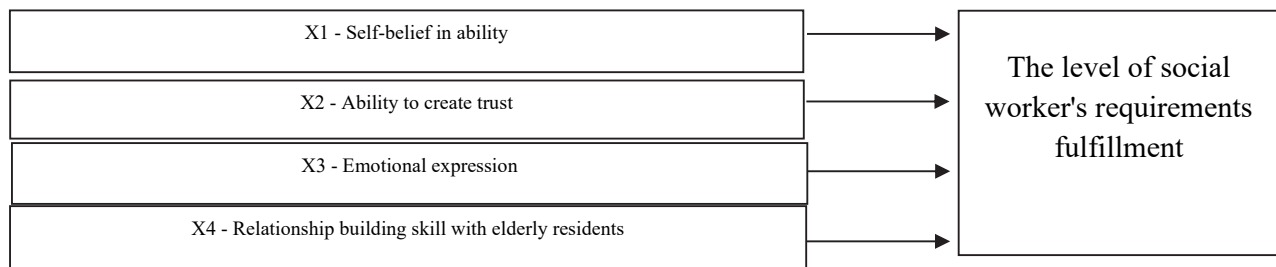 X1 - Self-belief in ability
X2 - Ability to create trust
X3 - Emotional expression
X4 - Relationship building skill with elderly residents
The level of social
worker's requirements
fulfillment